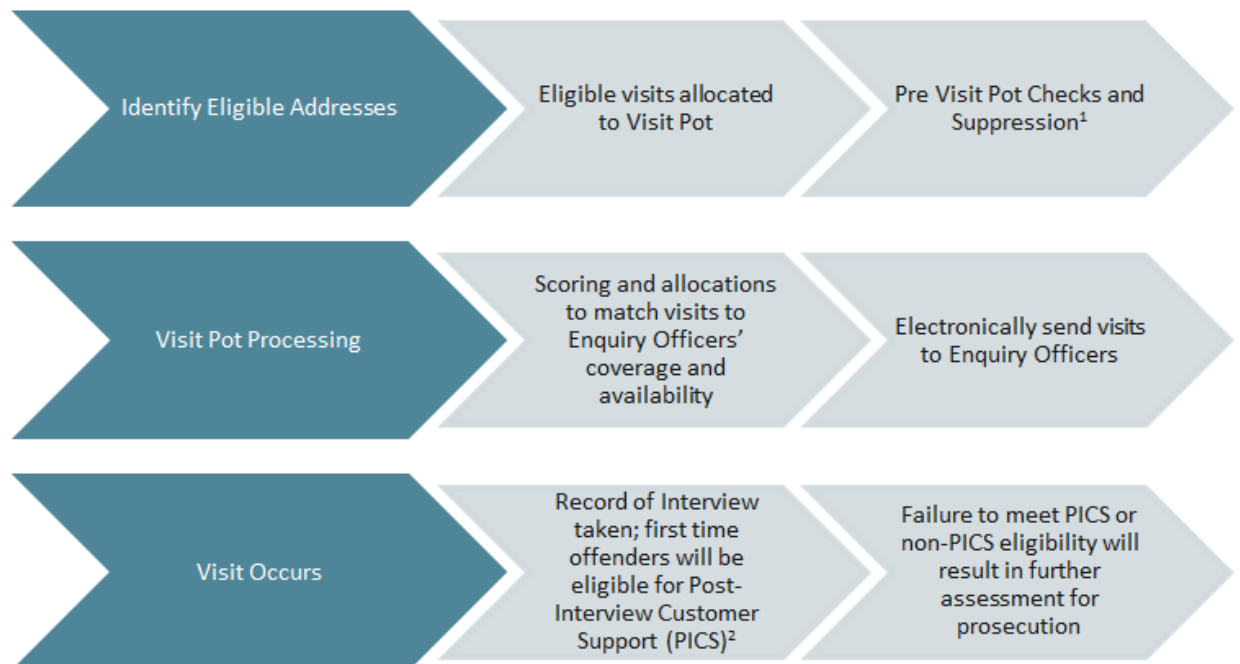 Identify Eligible Addresses
Eligible visits allocated
to Visit Pot
Pre Visit Pot Checks and
Suppression¹
Visit Pot Processing
Scoring and allocations
to match visits to
Enquiry Officers’
coverage and
availability
Electronically send visits
to Enquiry Officers
Visit Occurs
Record of Interview
taken; first time
offenders will be
eligible for Post-
Interview Customer
Support (PICS)²
Failure to meet PICS or
non-PICS eligibility will
result in further
assessment for
prosecution